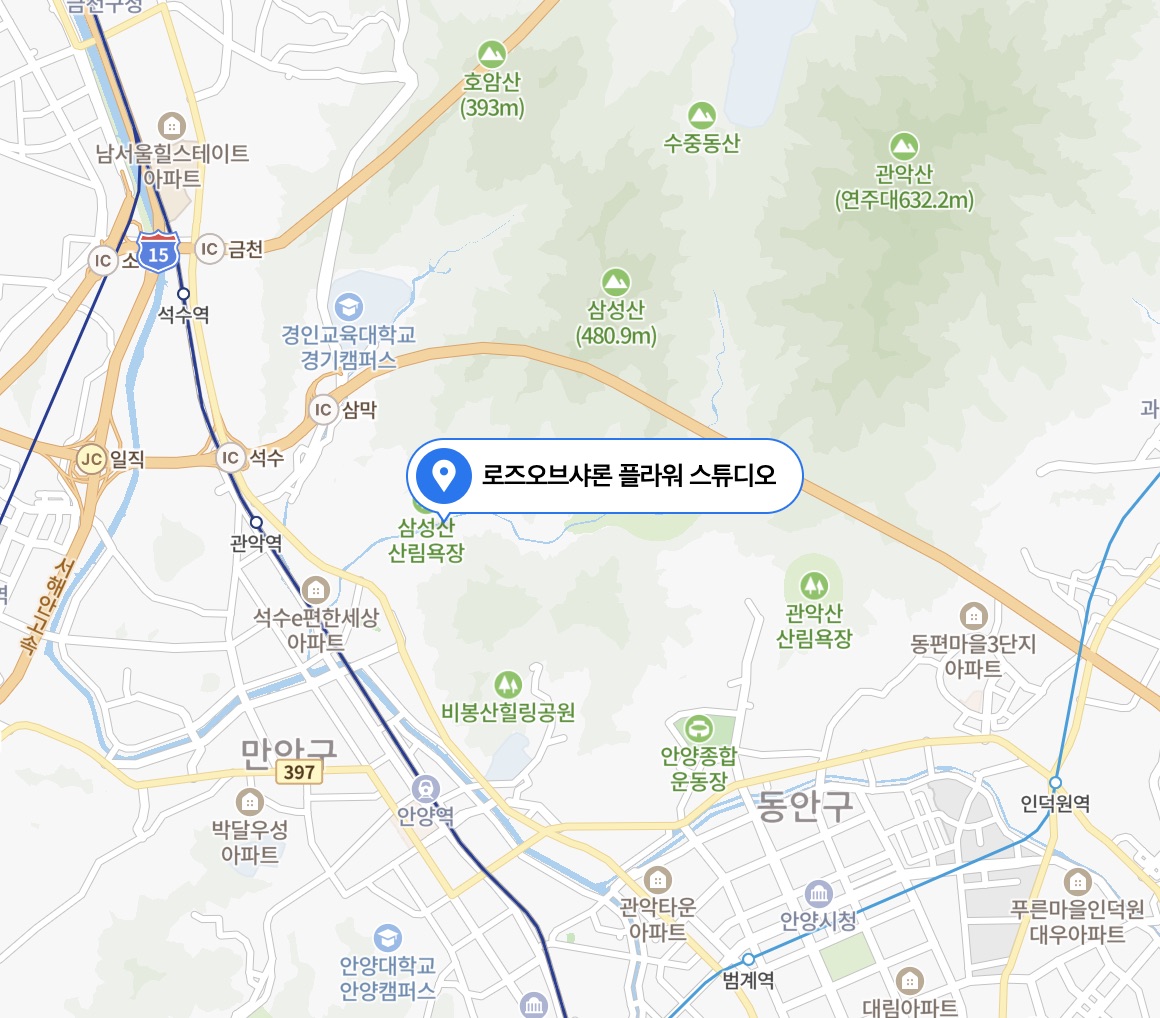 금천구청
호암산
(393m)
수중동산
남서울힐스테이트
아파트
관악산
(연주대632.2m)
IC
소
15
IC 금천
석수역
삼성산
(480.9m)
경인교육대학교
경기캠퍼스
IC 삼막
과
JC 일직
IC 석수
로즈오브샤론 플라워 스튜디오
삼성산
산림욕장
관악역
서해안고속
역
석수e편한세상
아파트
관악산
산림욕장
동편마을3단지
아파트
비봉산힐링공원
안양종합
운동장
만안구
397
동안구
안양역
인덕원역
박달우성
아파트
관악타운
아파트
안양시청
푸른마을인덕원
대우아파트
안양대학교
안양캠퍼스
범계역
대림아파트